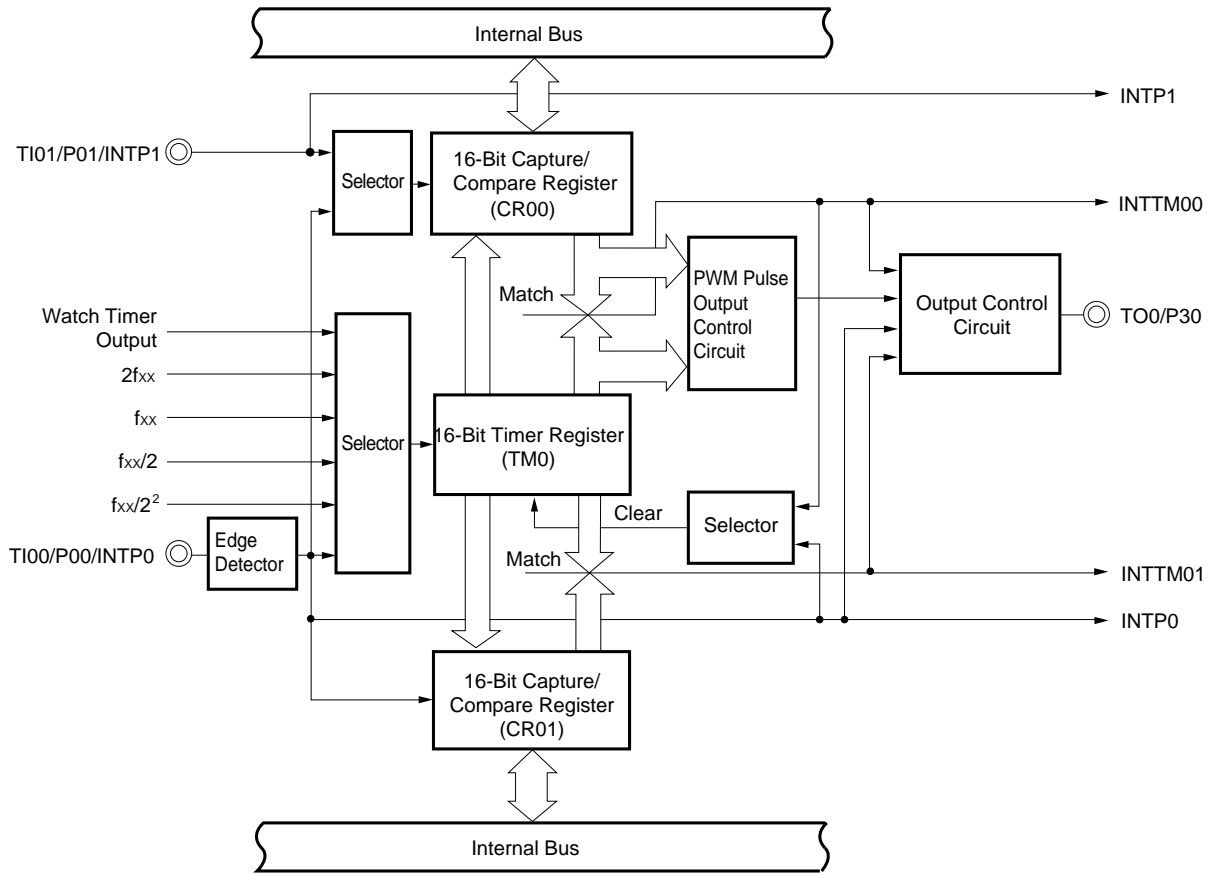 Internal Bus
INTP1
TI01/P01/INTP1
Selector
16-Bit Capture/
Compare Register
(CR00)
INTTM00
Match
PWM Pulse
Output
Control
Circuit
Output Control
Circuit
TO0/P30
Watch Timer
Output
2fxx
fxx
fxx/2
fxx/2²
Selector
16-Bit Timer Register
(TM0)
Clear
Selector
TI00/P00/INTP0
Edge
Detector
Match
INTTM01
INTP0
16-Bit Capture/
Compare Register
(CR01)
Internal Bus